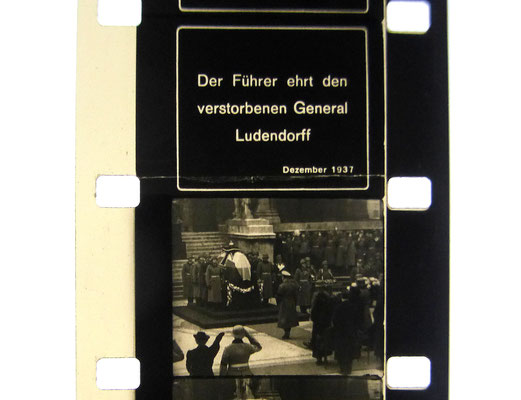 Der Führer ehrt den
verstorbenen General
Ludendorff
Dezember 1937